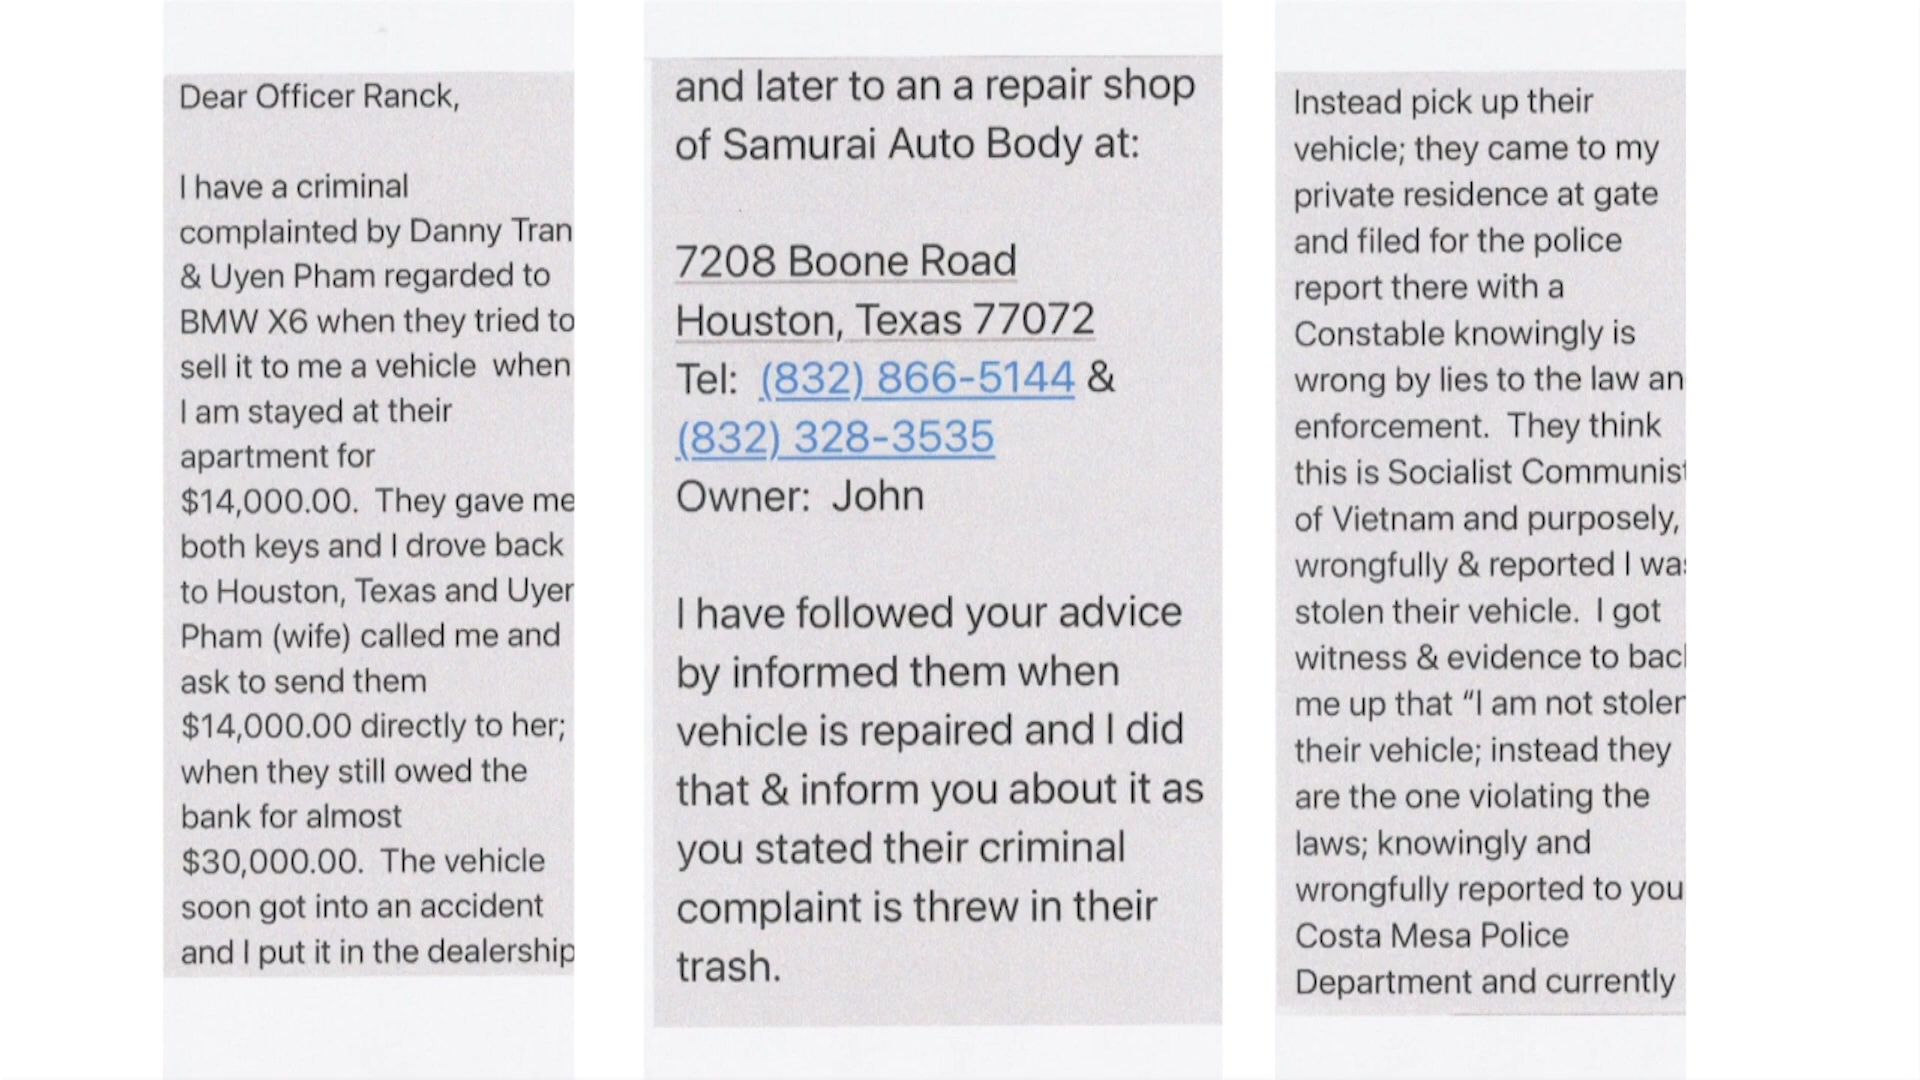 Dear Officer Ranck,
I have a criminal
complainted by Danny Tran
& Uyen Pham regarded to
BMW X6 when they tried to
sell it to me a vehicle when
I am stayed at their
apartment for
$14,000.00. They gave me
both keys and I drove back
to Houston, Texas and Uyen
Pham (wife) called me and
ask to send them
$14,000.00 directly to her;
when they still owed the
bank for almost
$30,000.00. The vehicle
soon got into an accident
and I put it in the dealership
and later to an a repair shop
of Samurai Auto Body at:
7208 Boone Road
Houston, Texas 77072
Tel: (832) 866-5144 &
(832) 328-3535
Owner: John
I have followed your advice
by informed them when
vehicle is repaired and I did
that & inform you about it as
you stated their criminal
complaint is threw in their
trash.
Instead pick up their
vehicle; they came to my
private residence at gate
and filed for the police
report there with a
Constable knowingly is
wrong by lies to the law an
enforcement. They think
this is Socialist Communist
of Vietnam and purposely,
wrongfully & reported I was
stolen their vehicle. I got
witness & evidence to back
me up that “I am not stolen
their vehicle; instead they
are the one violating the
laws; knowingly and
wrongfully reported to you
Costa Mesa Police
Department and currently